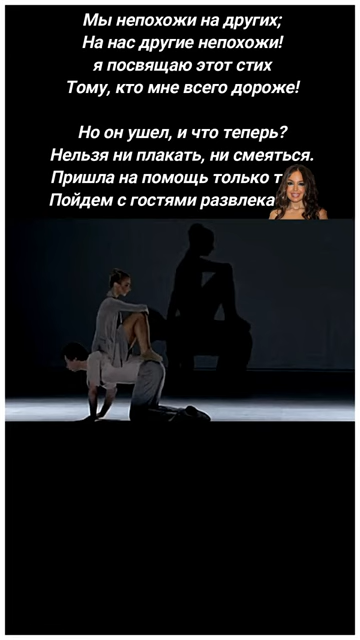 Мы непохожи на других;
На нас другие непохожи!
я посвящаю этот стих
Тому, кто мне всего дороже!
Но он ушел, и что теперь?
Нельзя ни плакать, ни смеяться.
Пришла на помощь только
Пойдем с гостями